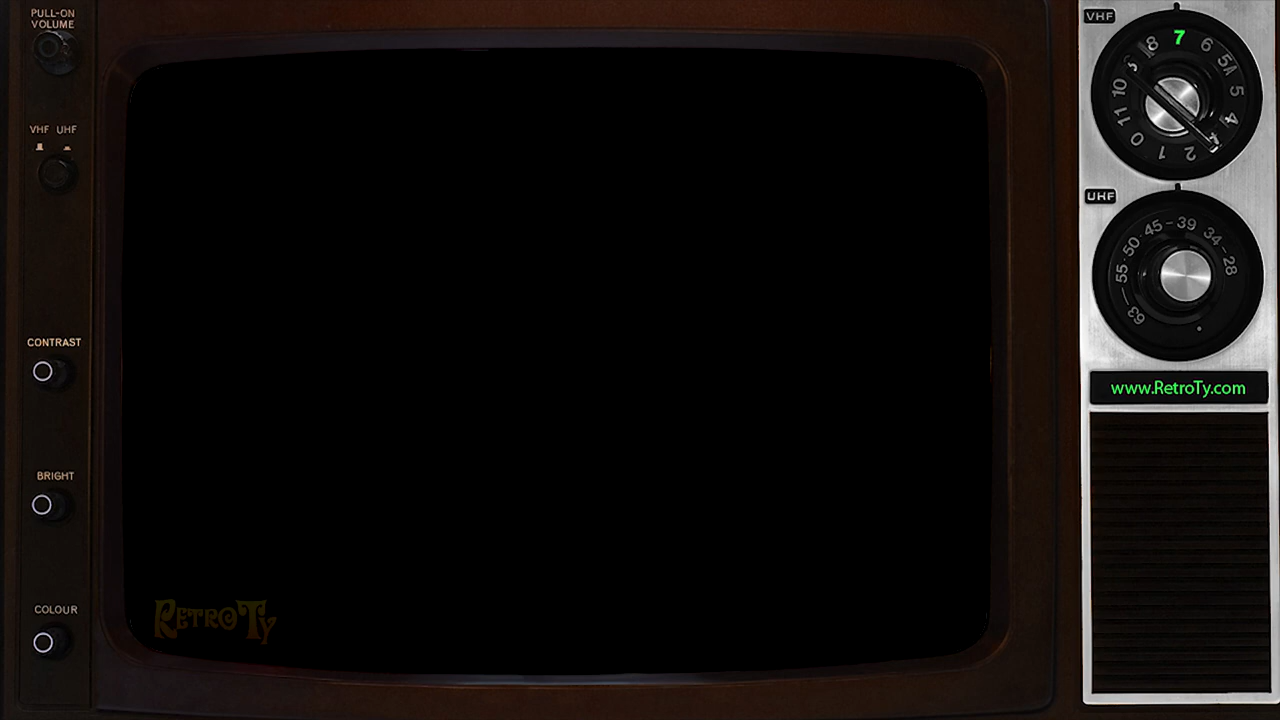 PULL-ON
VOLUME
VHF UHF
CONTRAST
BRIGHT
COLOUR
RETROTY
VHF
7
6
5A
5
4
2
1
0
11
10
8
UHF
63
55
50
45
39
34
28
www.RetroTy.com